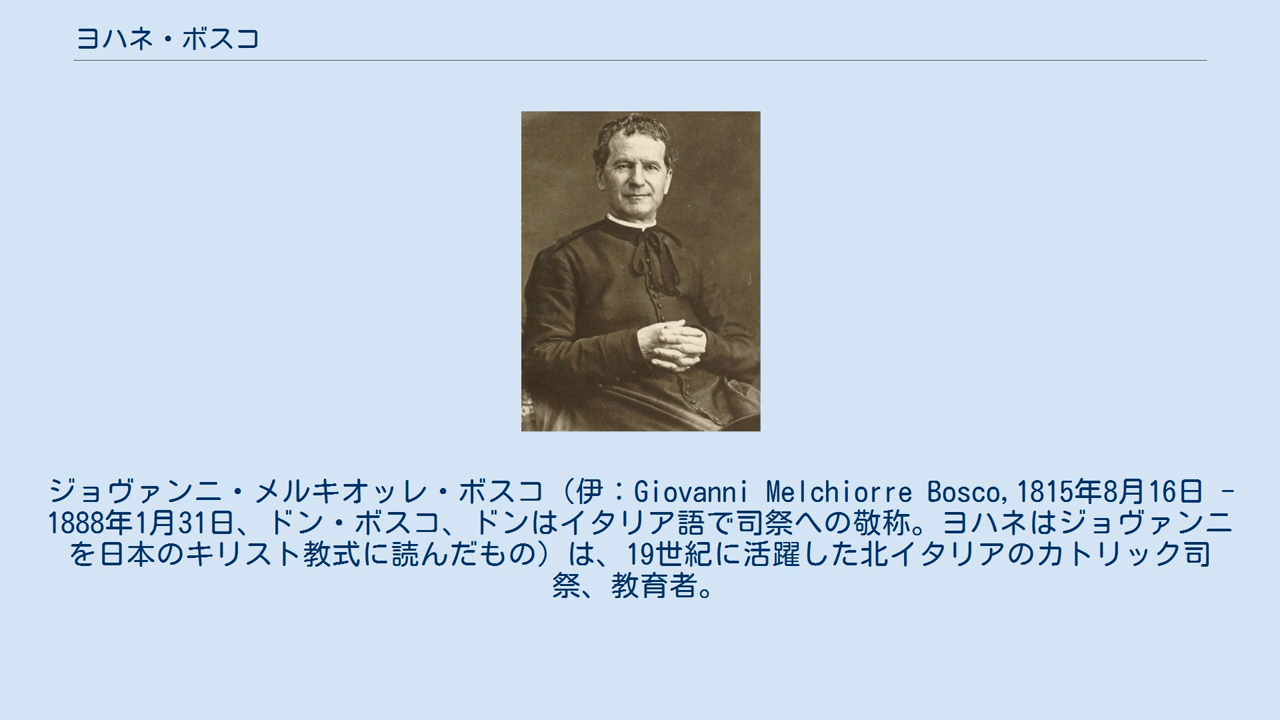 ヨハネ・ボスコ
ジョヴァンニ・メルキオッレ・ボスコ（伊：Giovanni Melchiorre Bosco,1815年8月16日 -
1888年1月31日、ドン・ボスコ、ドンはイタリア語で司祭への敬称。ヨハネはジョヴァンニ
を日本のキリスト教式に読んだもの）は、19世紀に活躍した北イタリアのカトリック司
祭、教育者。